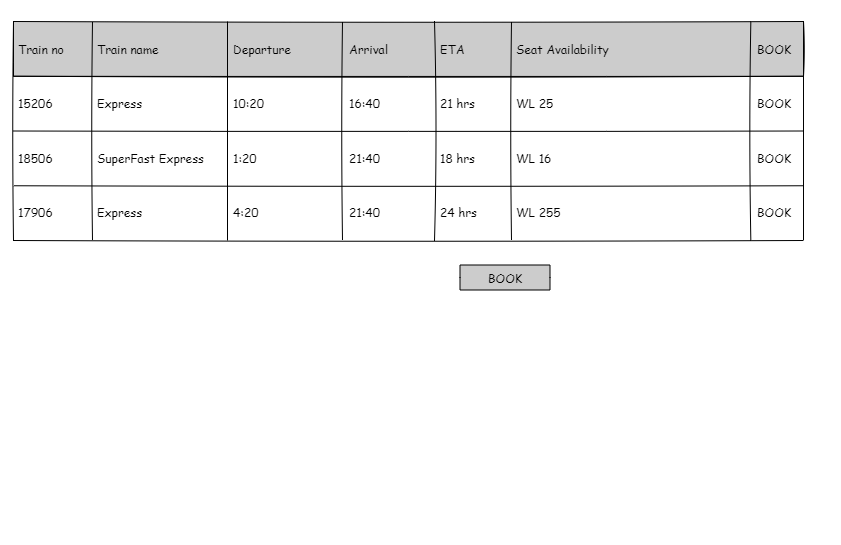 Train no Train name Departure Arrival ETA Seat Availability BOOK
15206 Express 10:20 16:40 21 hrs WL 25 BOOK
18506 SuperFast Express 1:20 21:40 18 hrs WL 16 BOOK
17906 Express 4:20 21:40 24 hrs WL 255 BOOK
BOOK